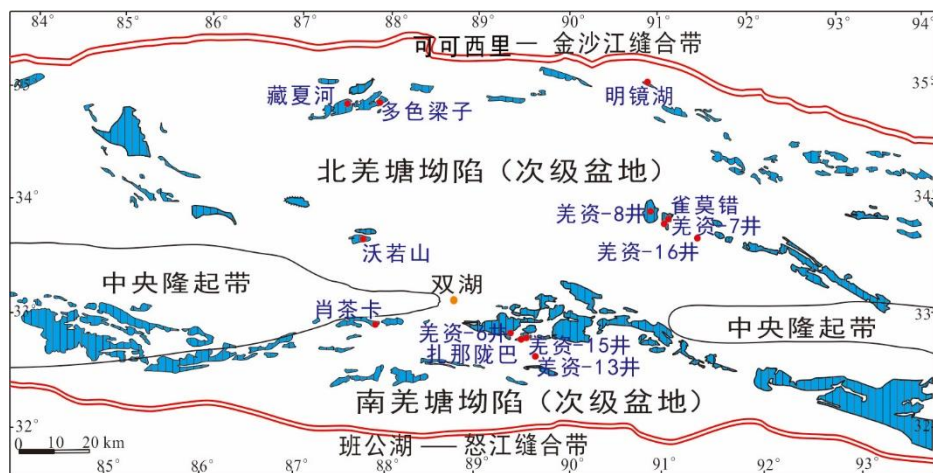 84° 85° 86° 87° 88° 89° 90° 91° 92° 93° 94°
可可西里— 金沙江缝合带
35° 35°
藏夏河
多色梁子
明镜湖
北羌塘坳陷（次级盆地）
34° 34°
雀莫错
羌资-8井
羌资-7井
羌资-16井
沃若山
中央隆起带
双湖
33° 33°
肖茶卡
中央隆起带
羌资-6井
羌资-15井
扎那陇巴
羌资-13井
南羌塘坳陷（次级盆地）
32° 32°
班公湖——怒江缝合带
0 10 20 km
85° 86° 87° 88° 89° 90° 91° 92° 93°